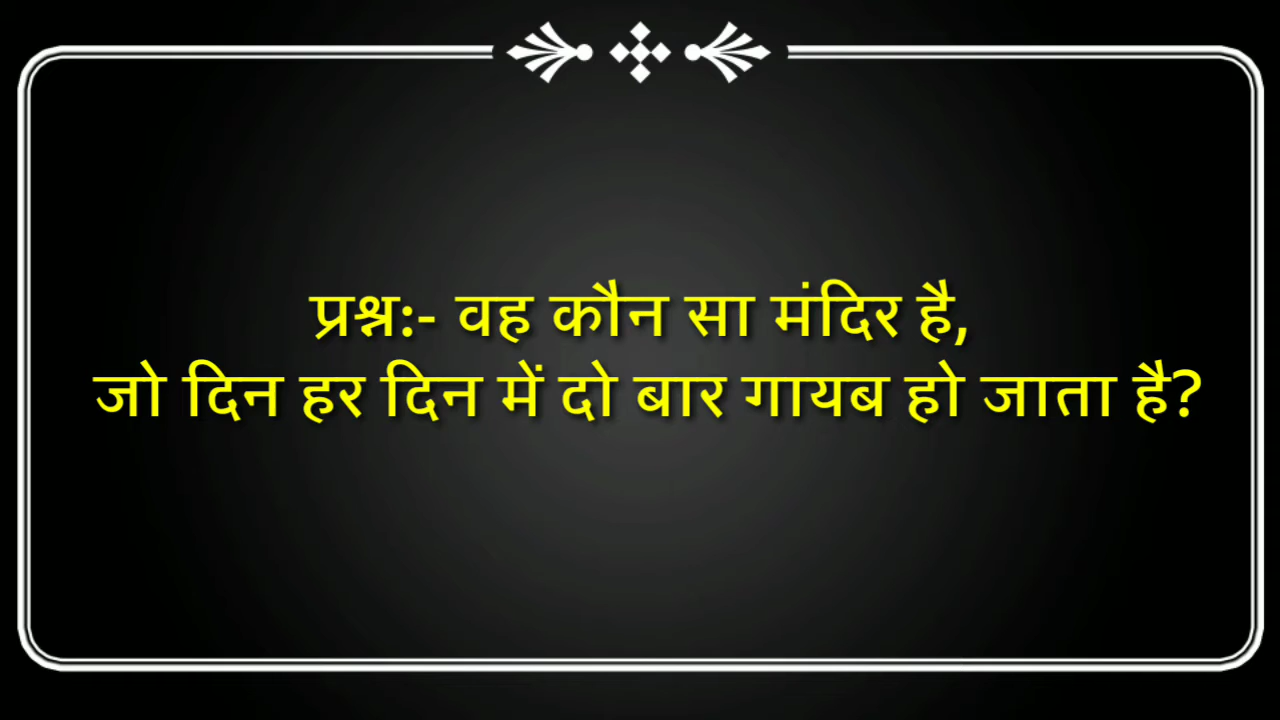 प्रश्न:- वह कौन सा मंदिर है,
जो दिन हर दिन में दो बार गायब हो जाता है?